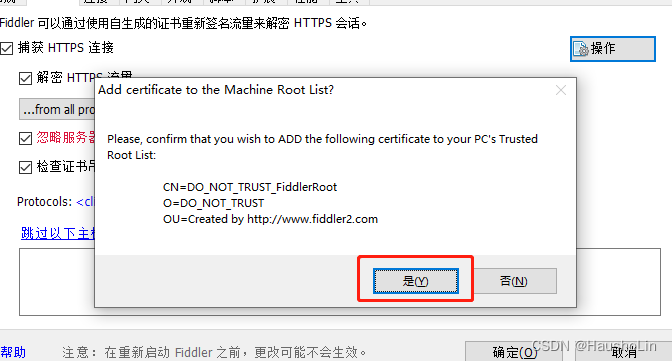 Fiddler 可以通过使用自生成的证书重新签名流量来解密 HTTPS 会话。
捕获 HTTPS 连接
操作
解密 HTTPS 流量
...from all pro
忽略服务器
检查证书吊
Protocols: <cli
跳过以下主机
Add certificate to the Machine Root List?
Please, confirm that you wish to ADD the following certificate to your PC's Trusted
Root List:
CN=DO_NOT_TRUST_FiddlerRoot
O=DO_NOT_TRUST
OU=Created by http://www.fiddler2.com
是(Y)
否(N)
帮助
注意: 在重新启动 Fiddler 之前，更改可能不会生效。
确定(O)
取消
CSDN @HaushoLin